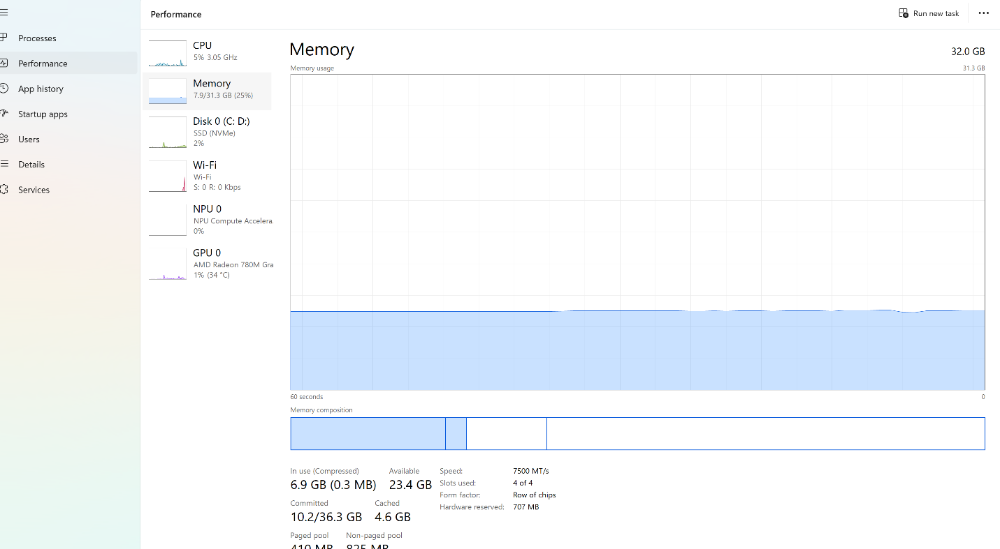 Performance
Run new task
Processes
Performance
App history
Startup apps
Users
Details
Services
CPU
5% 3.05 GHz
Memory
7.9/31.3 GB (25%)
Disk 0 (C: D:)
SSD (NVMe)
2%
Wi-Fi
Wi-Fi
S: 0 R: 0 Kbps
NPU 0
NPU Compute Accelera
0%
GPU 0
AMD Radeon 780M Gra
1% (34 °C)
Memory
32.0 GB
Memory usage
31.3 GB
60 seconds
0
Memory composition
In use (Compressed)
6.9 GB (0.3 MB)
Available
23.4 GB
Committed
10.2/36.3 GB
Cached
4.6 GB
Paged pool
410 MB
Non-paged pool
825 MB
Speed: 7500 MT/s
Slots used: 4 of 4
Form factor: Row of chips
Hardware reserved: 707 MB